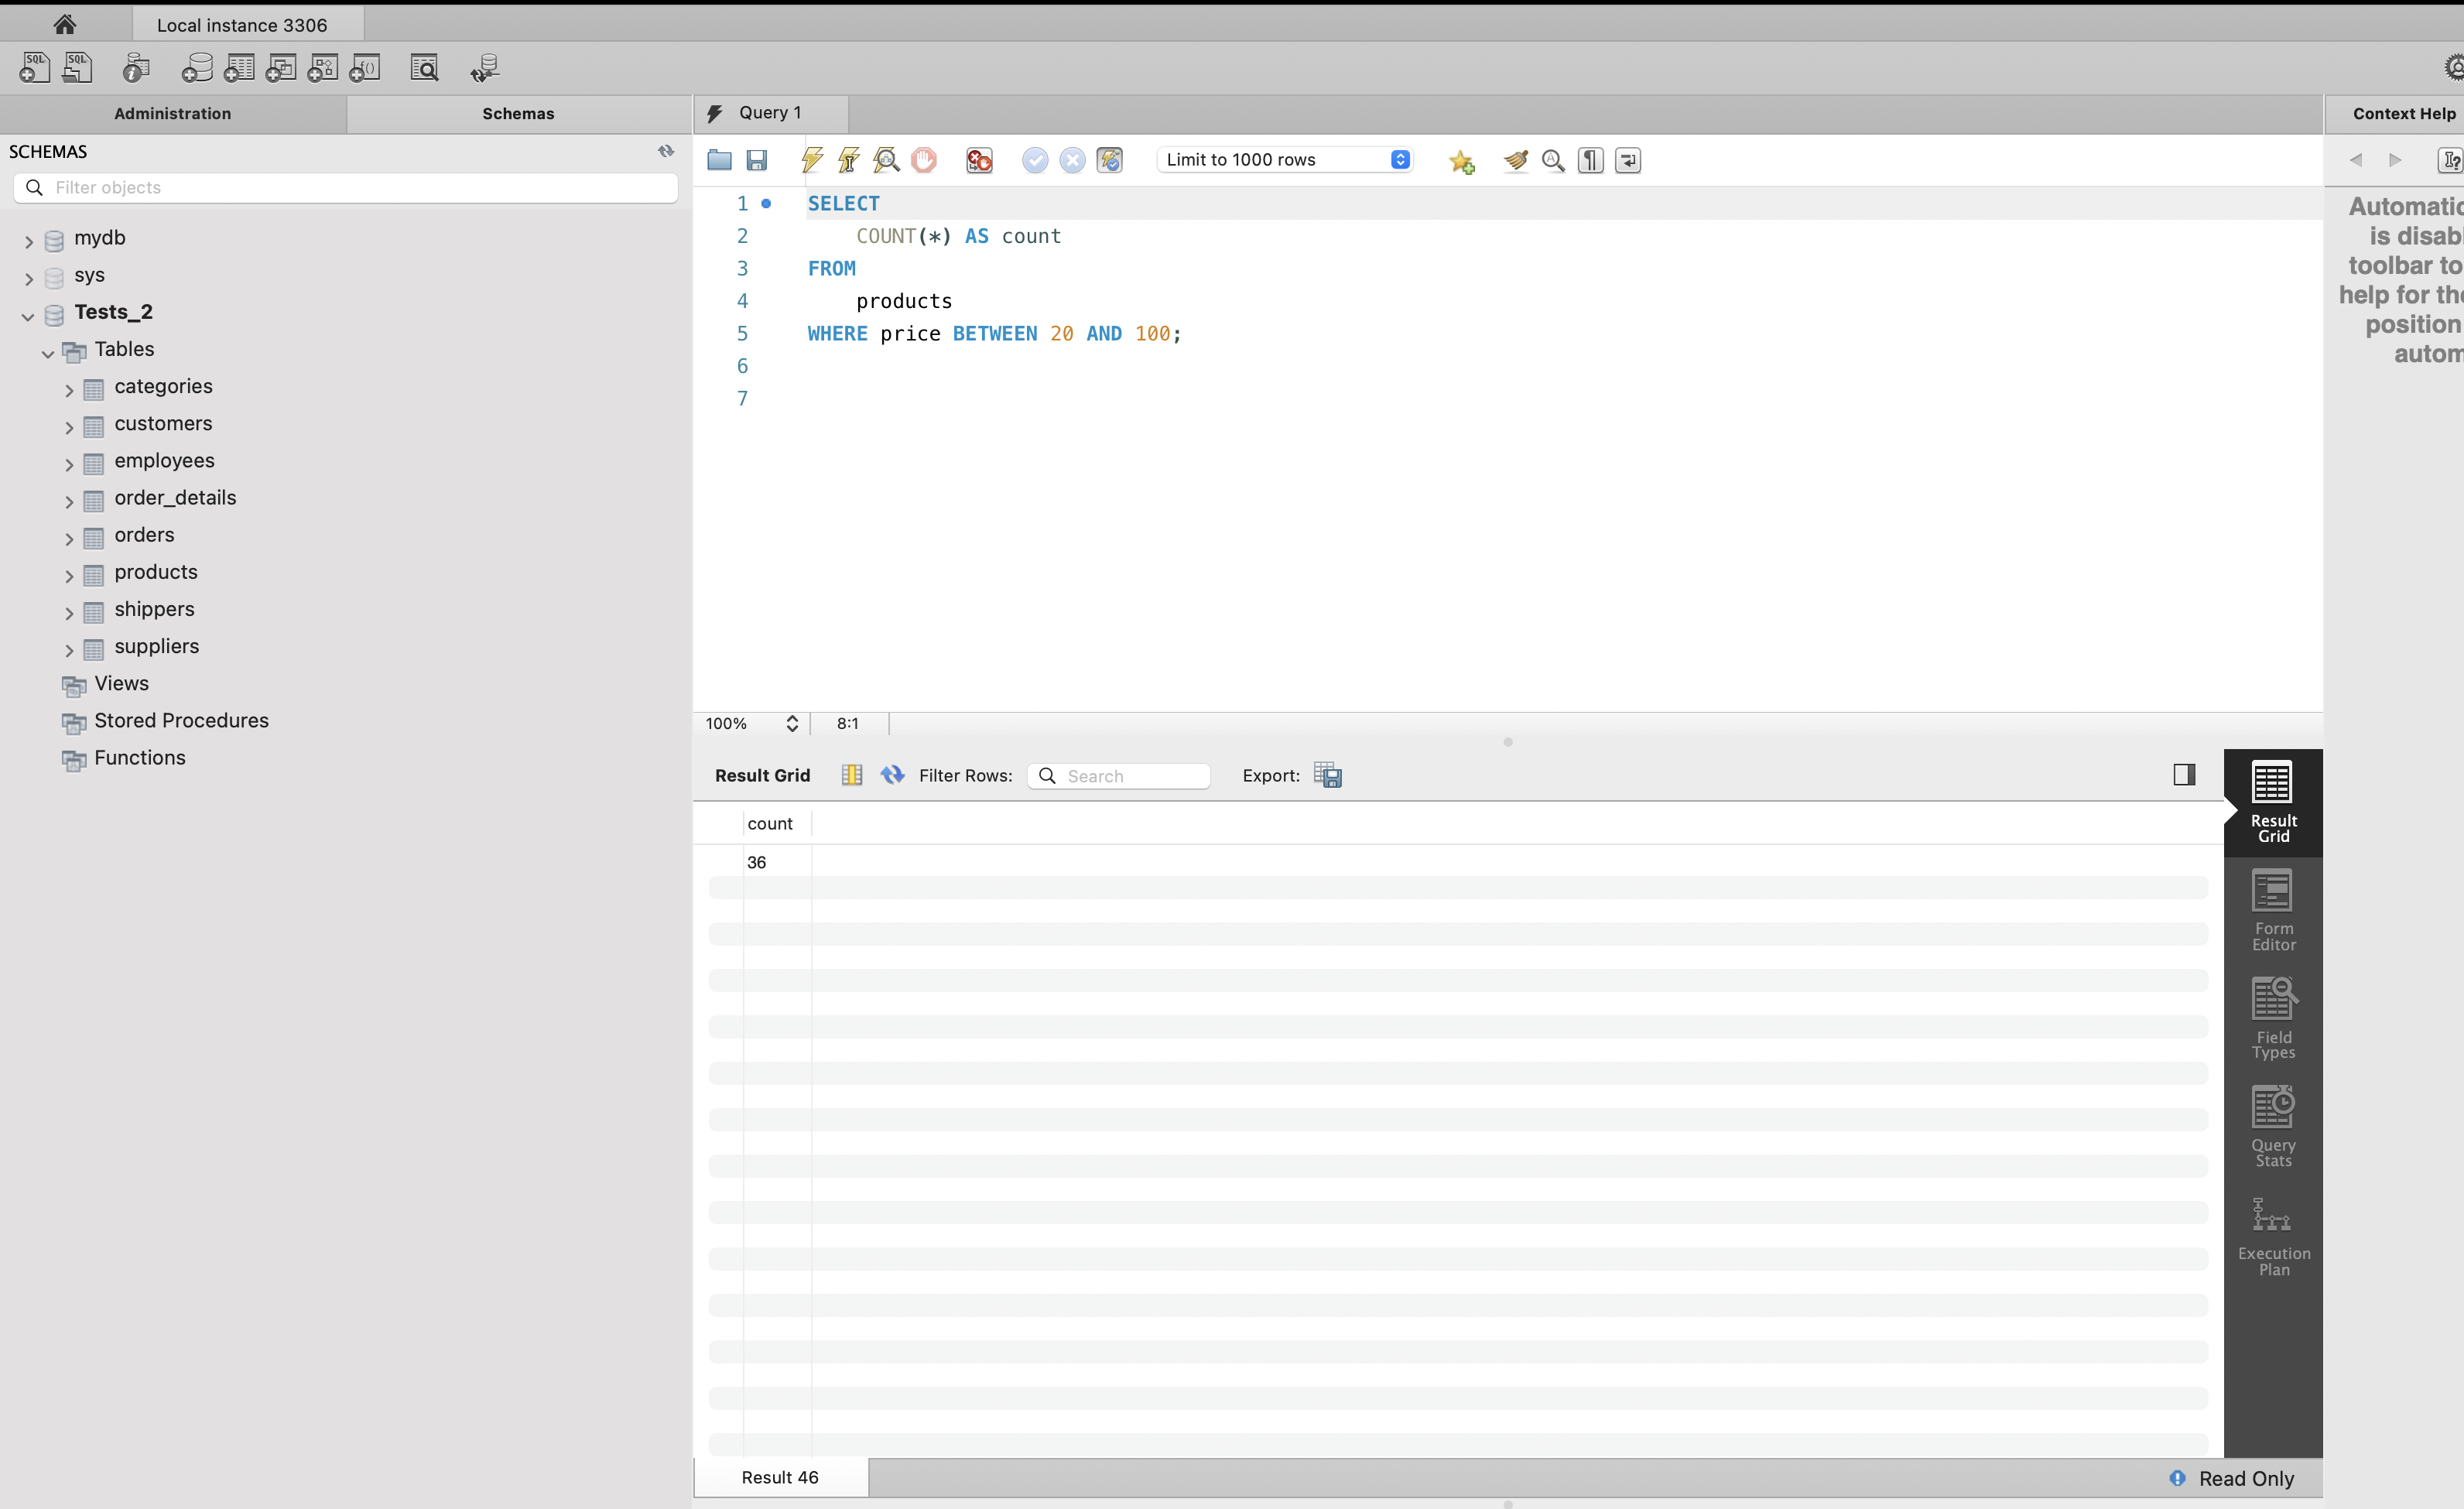 Local instance 3306
SQL
SQL
Administration
Schemas
SCHEMAS
Filter objects
mydb
sys
Tests_2
Tables
categories
customers
employees
order_details
orders
products
shippers
suppliers
Views
Stored Procedures
Functions
Query 1
Limit to 1000 rows
1 SELECT
2 COUNT(*) AS count
3 FROM
4 products
5 WHERE price BETWEEN 20 AND 100;
6
7
100%
8:1
Result Grid
Filter Rows:
Search
Export:
count
36
Result 46
Read Only
Result
Grid
Form
Editor
Field
Types
Query
Stats
Execution
Plan
Context Help
Automatic
is disab
toolbar to
help for the
position
autom